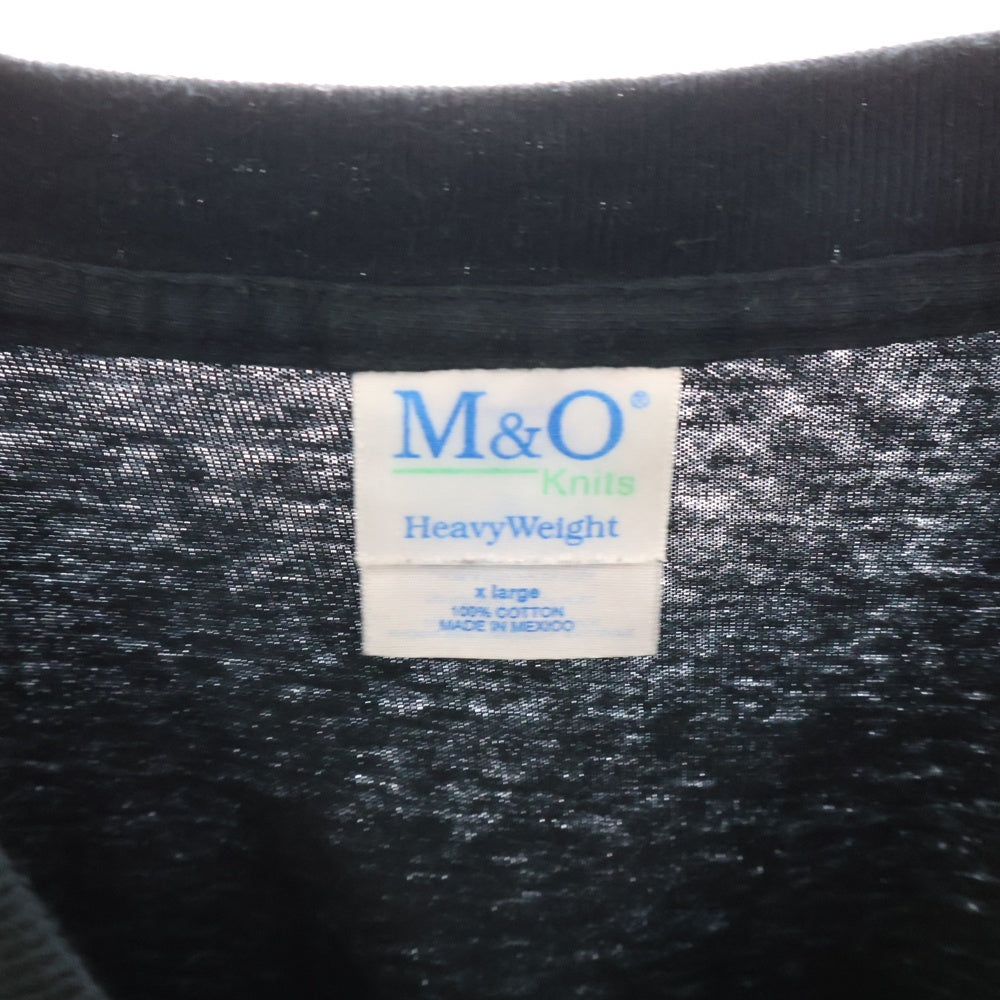 M&O®
Knits
HeavyWeight
x large
100% COTTON
MADE IN MEXICO